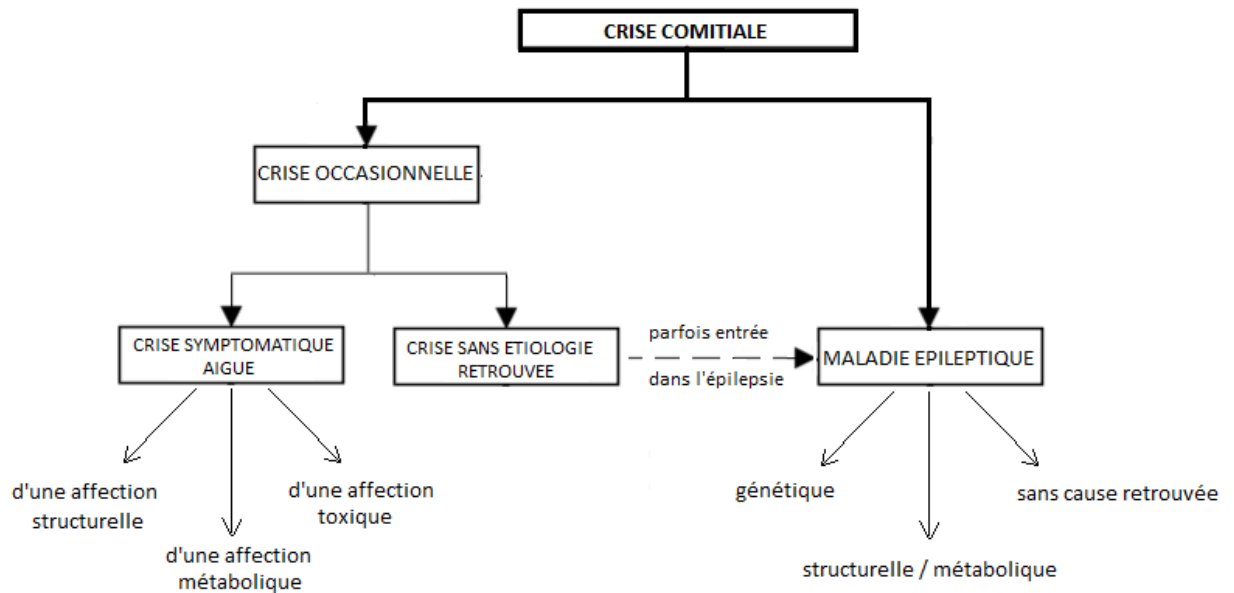 CRISE COMITIALE
CRISE OCCASIONNELLE
CRISE SYMPTOMATIQUE
AIGUE
CRISE SANS ETIOLOGIE
RETROUVEE
parfois entrée
dans l'épilepsie
MALADIE EPILEPTIQUE
d'une affection
structurelle
d'une affection
métabolique
d'une affection
toxique
génétique
structurelle / métabolique
sans cause retrouvée